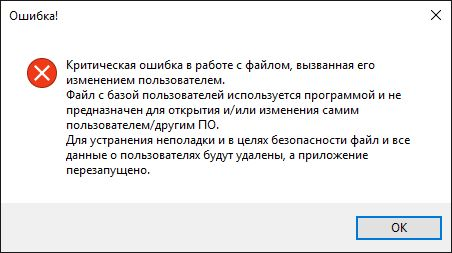 Ошибка!
Критическая ошибка в работе с файлом, вызванная его
изменением пользователем.
Файл с базой пользователей используется программой и не
предназначен для открытия и/или изменения самим
пользователем/другим ПО.
Для устранения неполадки и в целях безопасности файл и все
данные о пользователях будут удалены, а приложение
перезапущено.
ОК